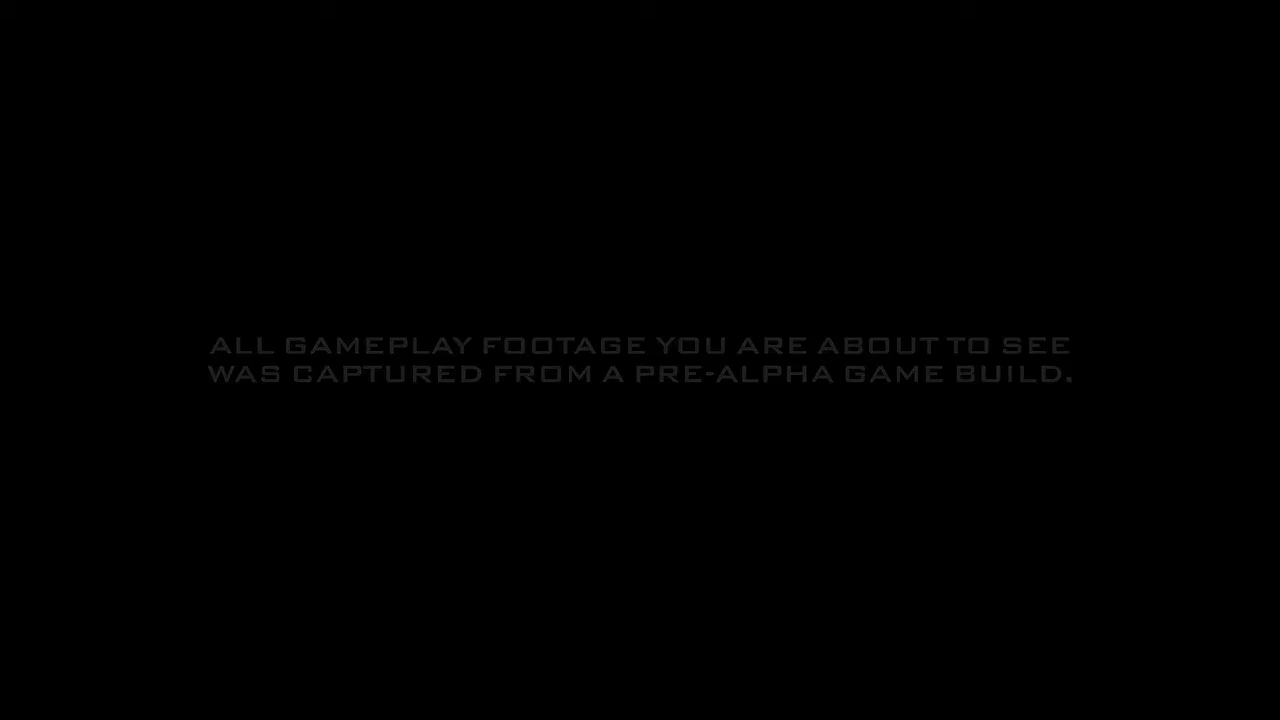 ALL GAMEPLAY FOOTAGE YOU ARE ABOUT TO SEE
WAS CAPTURED FROM A PRE-ALPHA GAME BUILD.